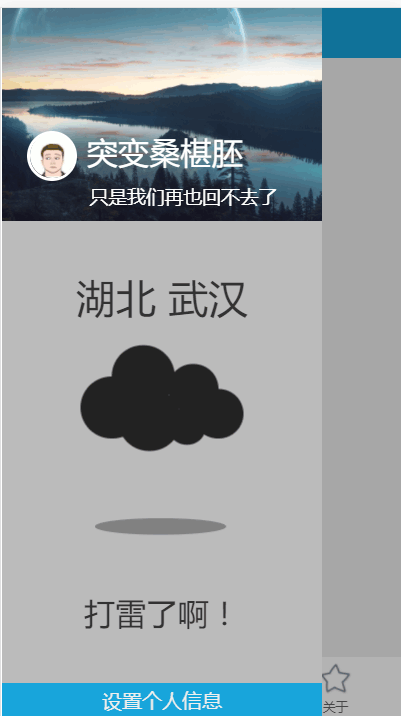 突变桑椹胚
只是我们再也回不去了
湖北 武汉
打雷了啊！
设置个人信息
关于